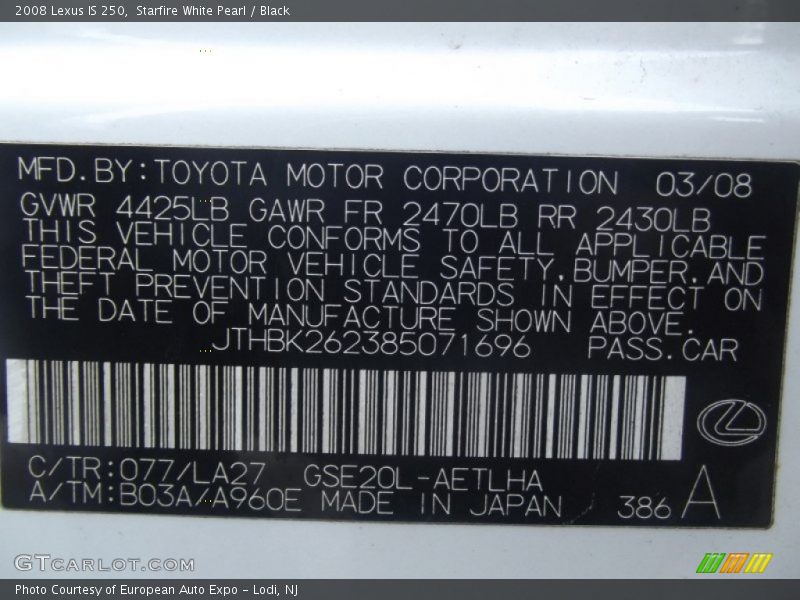 2008 Lexus IS 250,  Starfire White Pearl / Black
MFD.BY:TOYOTA MOTOR CORPORATION 03/08
GVWR 4425LB GAWR FR 2470LB RR 2430LB
THIS VEHICLE CONFORMS TO ALL APPLICABLE
FEDERAL MOTOR VEHICLE SAFETY,BUMPER,AND
THEFT PREVENTION STANDARDS IN EFFECT ON
THE DATE OF MANUFACTURE SHOWN ABOVE.
JTHBK262385071696 PASS.CAR
C/TR:077/LA27 GSE20L-AETLHA
A/TM:B03A/A960E MADE IN JAPAN 386 A
GTCARLOT.COM
Photo Courtesy of European Auto Expo - Lodi, NJ